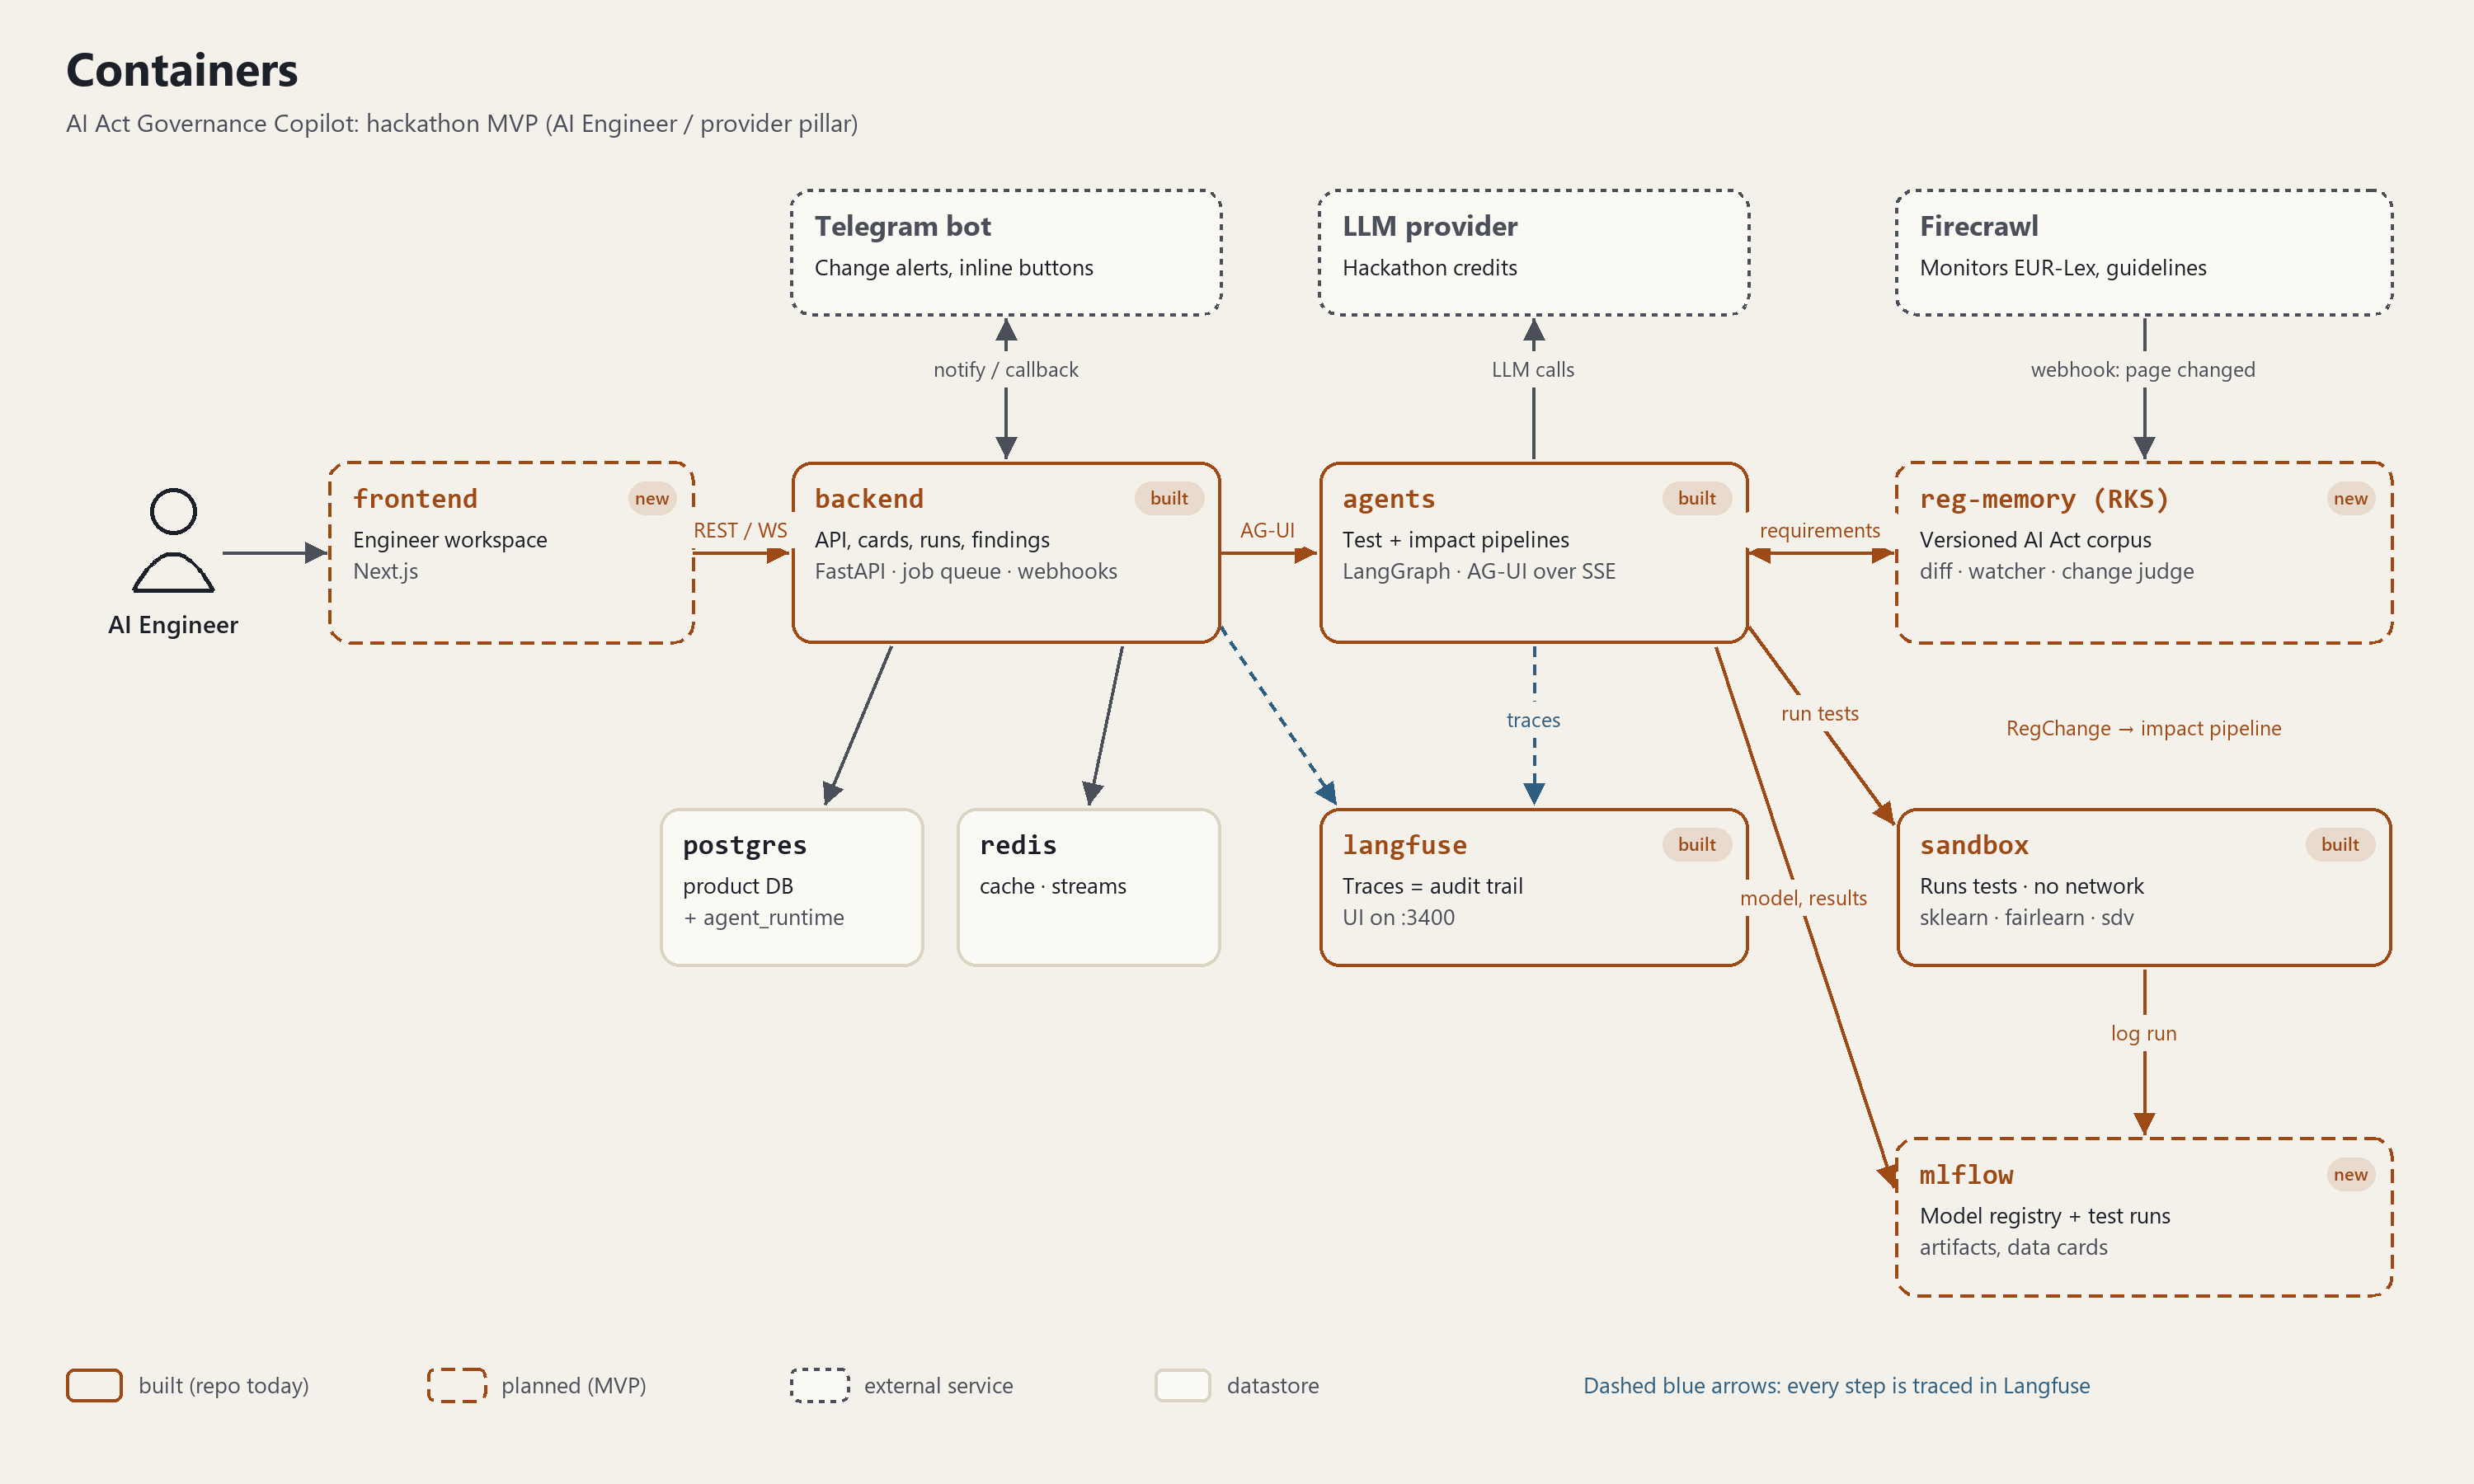 Containers
AI Act Governance Copilot: hackathon MVP (AI Engineer / provider pillar)
Telegram bot
Change alerts, inline buttons
LLM provider
Hackathon credits
Firecrawl
Monitors EUR-Lex, guidelines
notify / callback
LLM calls
webhook: page changed
AI Engineer
frontend
new
Engineer workspace
Next.js
REST / WS
backend
built
API, cards, runs, findings
FastAPI · job queue · webhooks
AG-UI
agents
built
Test + impact pipelines
LangGraph · AG-UI over SSE
requirements
reg-memory (RKS)
new
Versioned AI Act corpus
diff · watcher · change judge
traces
run tests
RegChange → impact pipeline
postgres
product DB
+ agent_runtime
redis
cache · streams
langfuse
built
Traces = audit trail
UI on :3400
model, results
sandbox
built
Runs tests · no network
sklearn · fairlearn · sdv
log run
mlflow
new
Model registry + test runs
artifacts, data cards
built (repo today)
planned (MVP)
external service
datastore
Dashed blue arrows: every step is traced in Langfuse